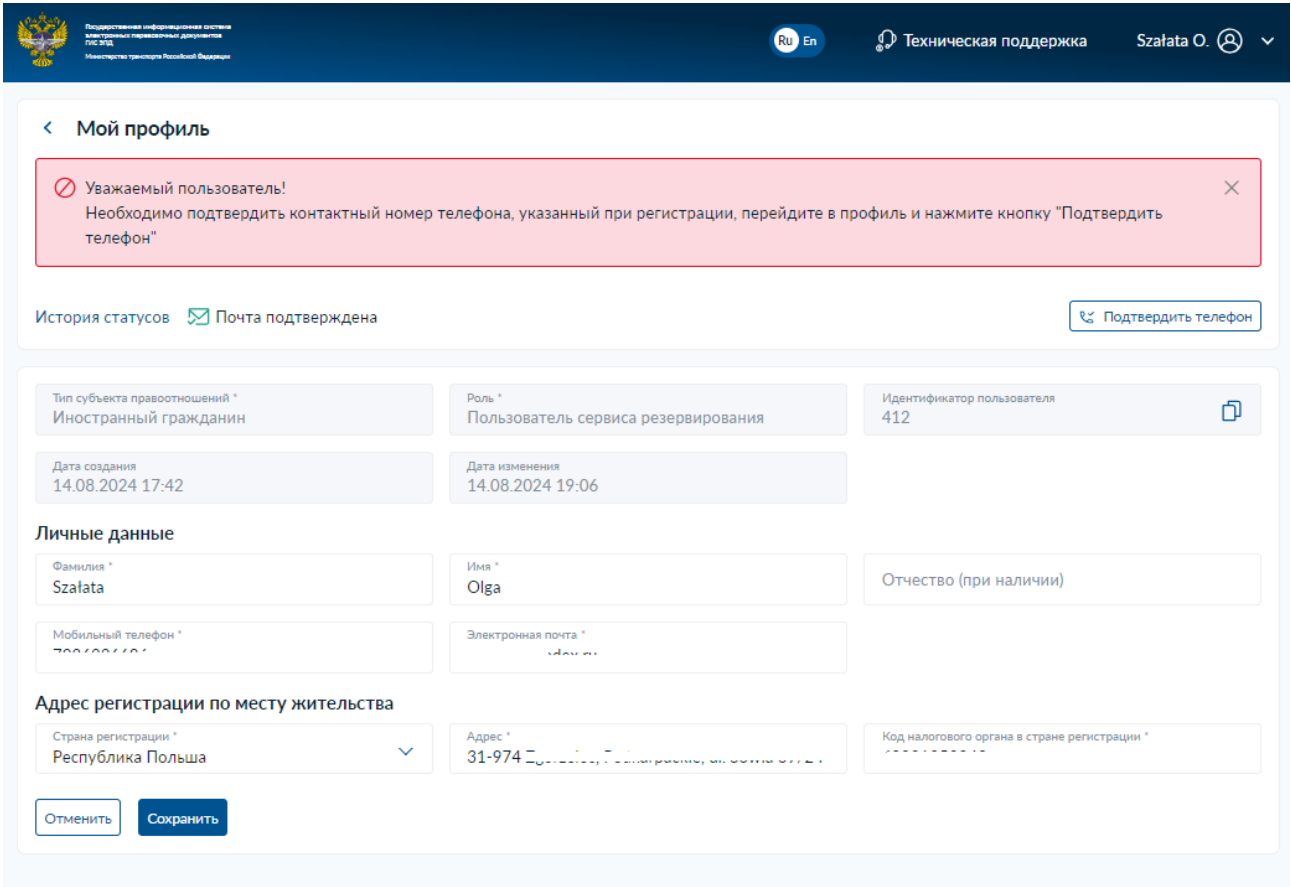 Государственная информационная система
электронных перевозочных документов
ГИС ЭПД
Министерство транспорта Российской Федерации
Ru En
Техническая поддержка
Szałata O.
Мой профиль
Уважаемый пользователь!
Необходимо подтвердить контактный номер телефона, указанный при регистрации, перейдите в профиль и нажмите кнопку "Подтвердить
телефон"
История статусов
Почта подтверждена
Подтвердить телефон
Тип субъекта правоотношений *
Иностранный гражданин
Роль *
Пользователь сервиса резервирования
Идентификатор пользователя
412
Дата создания
14.08.2024 17:42
Дата изменения
14.08.2024 19:06
Личные данные
Фамилия *
Szałata
Имя *
Olga
Отчество (при наличии)
Мобильный телефон *
Электронная почта *
Адрес регистрации по месту жительства
Страна регистрации *
Республика Польша
Адрес *
31-974
Код налогового органа в стране регистрации *
Отменить
Сохранить